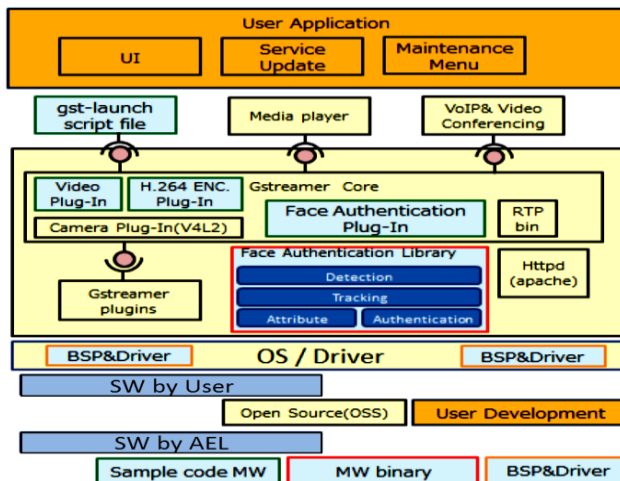 User Application
UI
Service
Update
Maintenance
Menu
gst-launch
script file
Media player
VoIP& Video
Conferencing
Video
Plug-In
H.264 ENC.
Plug-In
Gstreamer Core
Face Authentication
Plug-In
RTP
bin
Camera Plug-In(V4L2)
Gstreamer
plugins
Face Authentication Library
Detection
Tracking
Attribute
Authentication
Httpd
(apache)
BSP&Driver
OS / Driver
BSP&Driver
SW by User
Open Source(OSS)
User Development
SW by AEL
Sample code MW
MW binary
BSP&Driver